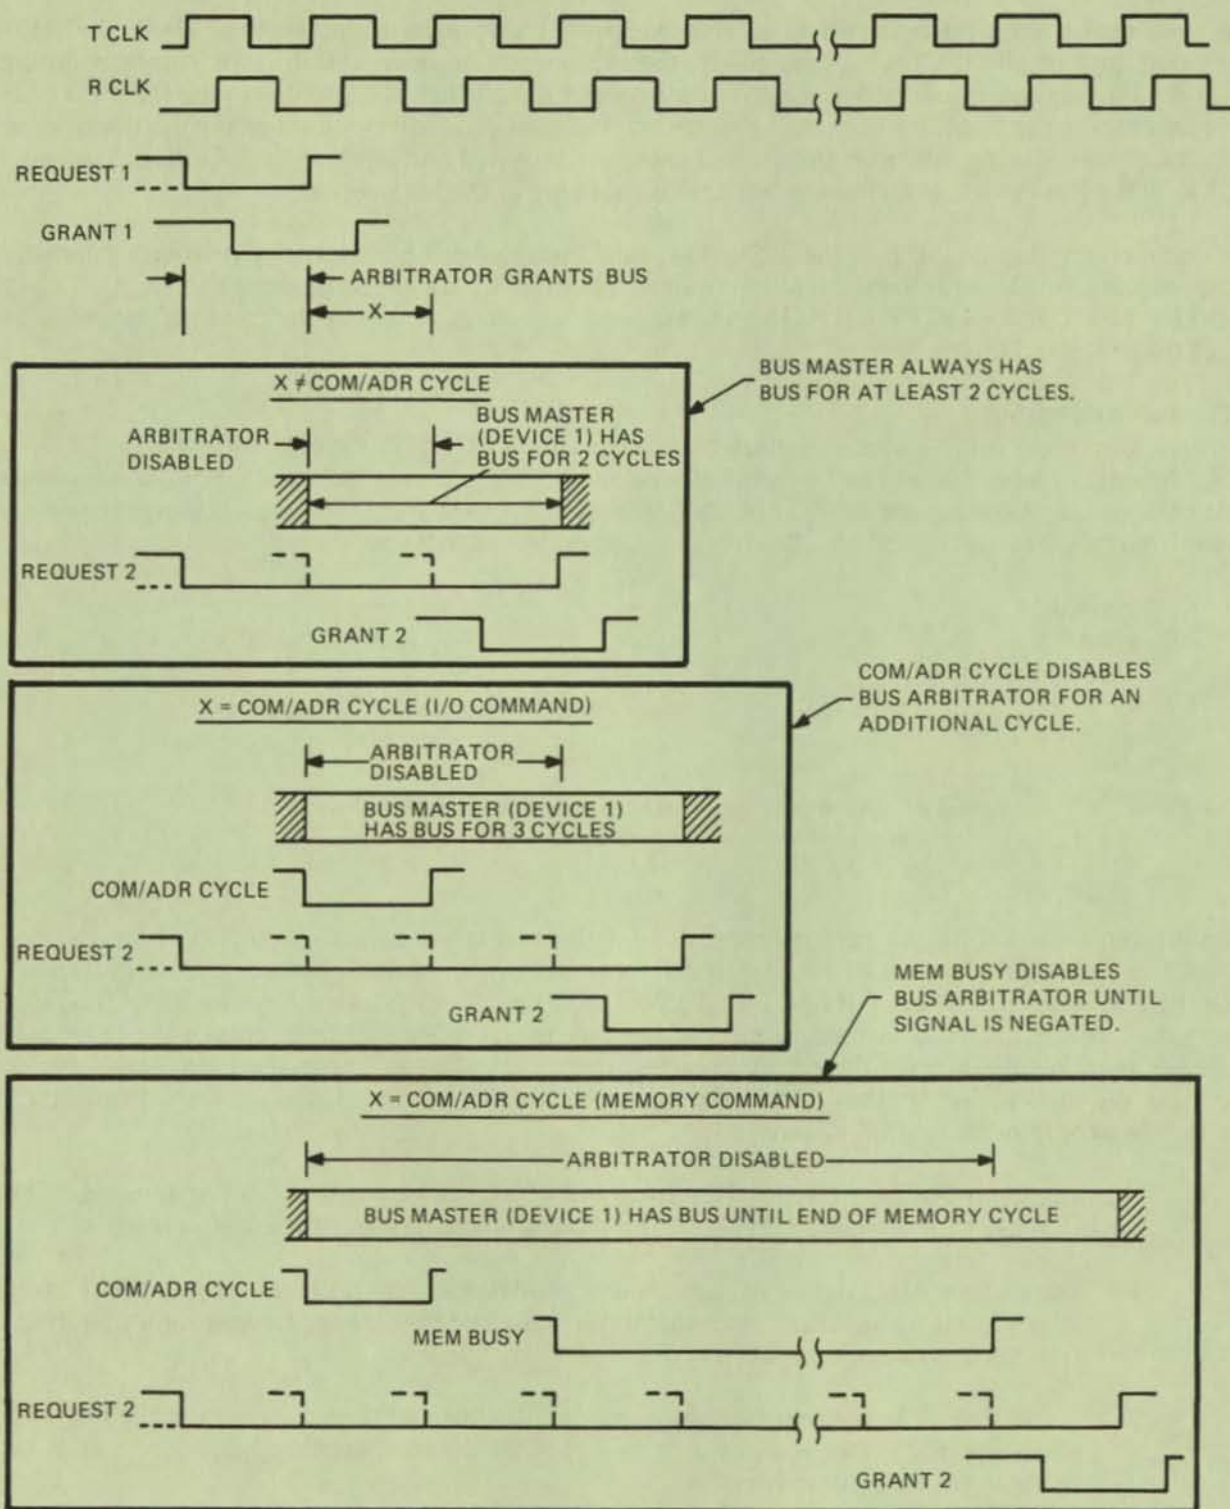 T CLK
R CLK
REQUEST 1
GRANT 1
ARBITRATOR GRANTS BUS
X
X ≠ COM/ADR CYCLE
BUS MASTER ALWAYS HAS
BUS FOR AT LEAST 2 CYCLES.
ARBITRATOR
DISABLED
BUS MASTER
(DEVICE 1) HAS
BUS FOR 2 CYCLES
REQUEST 2
GRANT 2
COM/ADR CYCLE DISABLES
BUS ARBITRATOR FOR AN
ADDITIONAL CYCLE.
X = COM/ADR CYCLE (I/O COMMAND)
ARBITRATOR
DISABLED
BUS MASTER (DEVICE 1)
HAS BUS FOR 3 CYCLES
COM/ADR CYCLE
REQUEST 2
GRANT 2
MEM BUSY DISABLES
BUS ARBITRATOR UNTIL
SIGNAL IS NEGATED.
X = COM/ADR CYCLE (MEMORY COMMAND)
ARBITRATOR DISABLED
BUS MASTER (DEVICE 1) HAS BUS UNTIL END OF MEMORY CYCLE
COM/ADR CYCLE
MEM BUSY
REQUEST 2
GRANT 2